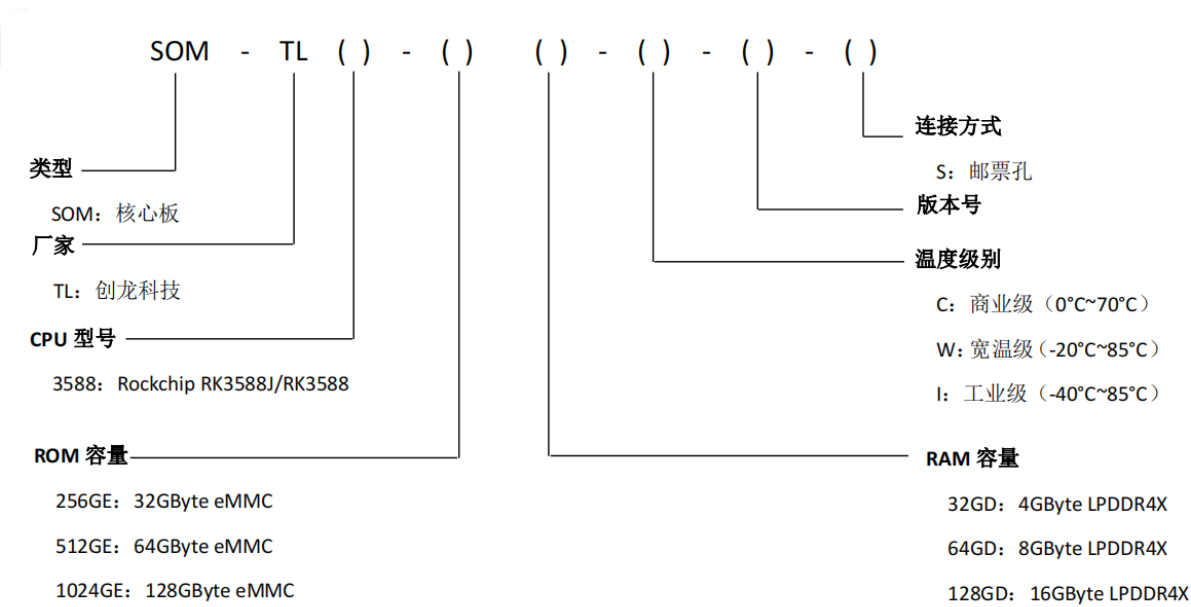 SOM - TL ( ) - ( ) ( ) - ( ) - ( ) - ( )
类型
SOM：核心板
厂家
TL：创龙科技
CPU 型号
3588：Rockchip RK3588J/RK3588
ROM 容量
256GE：32GByte eMMC
512GE：64GByte eMMC
1024GE：128GByte eMMC
连接方式
S：邮票孔
版本号
温度级别
C：商业级（0°C~70°C）
W：宽温级（-20°C~85°C）
I：工业级（-40°C~85°C）
RAM 容量
32GD：4GByte LPDDR4X
64GD：8GByte LPDDR4X
128GD：16GByte LPDDR4X